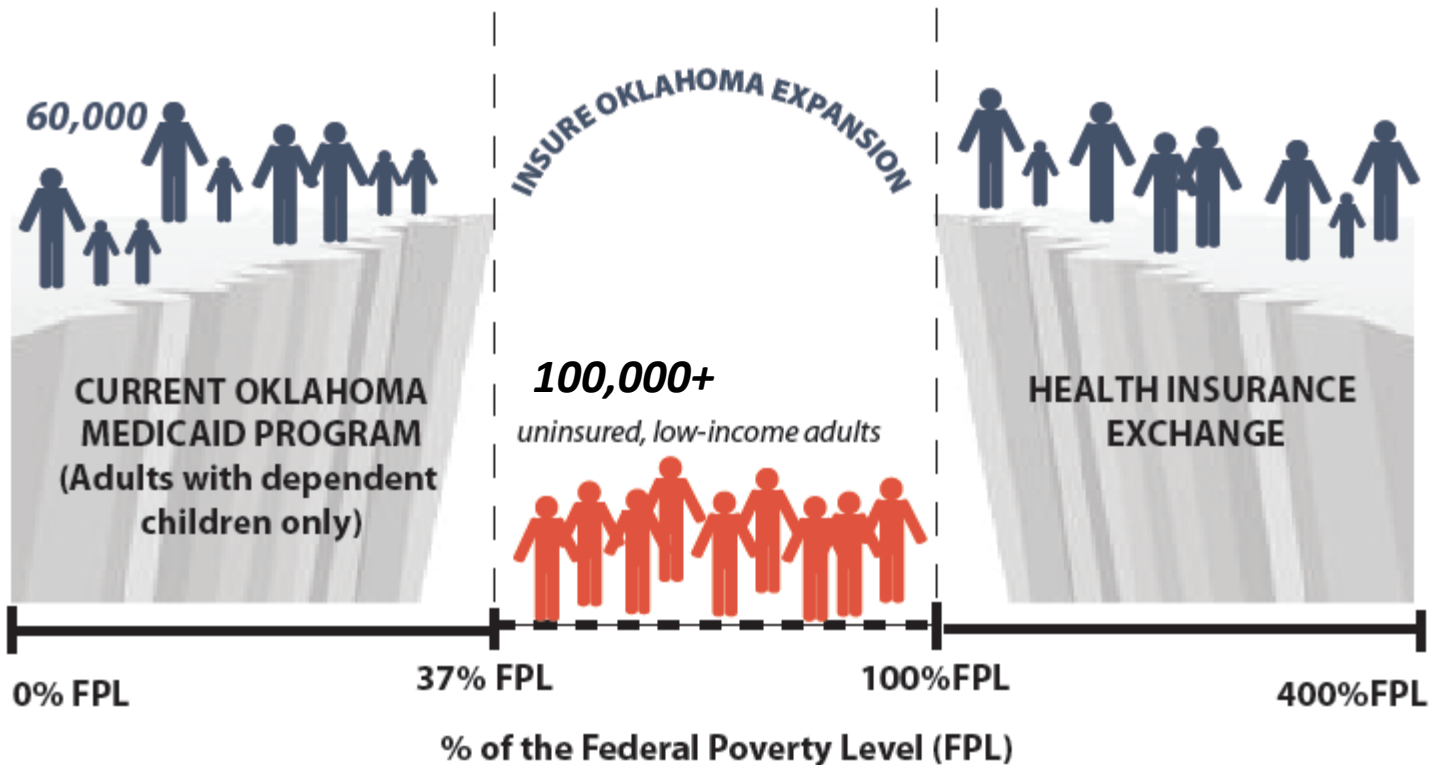 INSURE OKLAHOMA EXPANSION
60,000
CURRENT OKLAHOMA
MEDICAID PROGRAM
(Adults with dependent
children only)
100,000+
uninsured, low-income adults
HEALTH INSURANCE
EXCHANGE
0% FPL
37% FPL
100%FPL
400%FPL
% of the Federal Poverty Level (FPL)